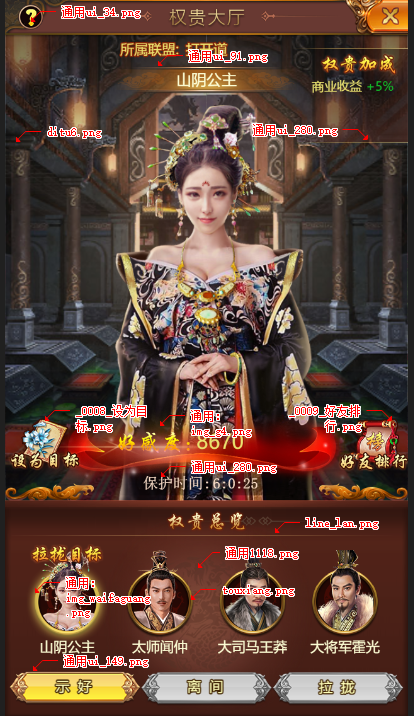 通用ui_34.png
权贵大厅
所属联盟:打开道
通用ui_91.png
山阴公主
权贵加成
商业收益 +5%
ditu6.png
通用ui_280.png
_0008_设为目
标.png
通用:
img_g4.png
_0009_好友排
行.png
好感度: 8670
榜
设为目标
好友排行
通用ui_280.png
保护时间:6:0:25
权贵总览
line_lan.png
拉拢目标
通用1118.png
通用:
img_waifaguang
.png
touxiang.png
山阴公主
太师闻仲
大司马王莽
大将军霍光
通用ui_149.png
示好
离间
拉拢